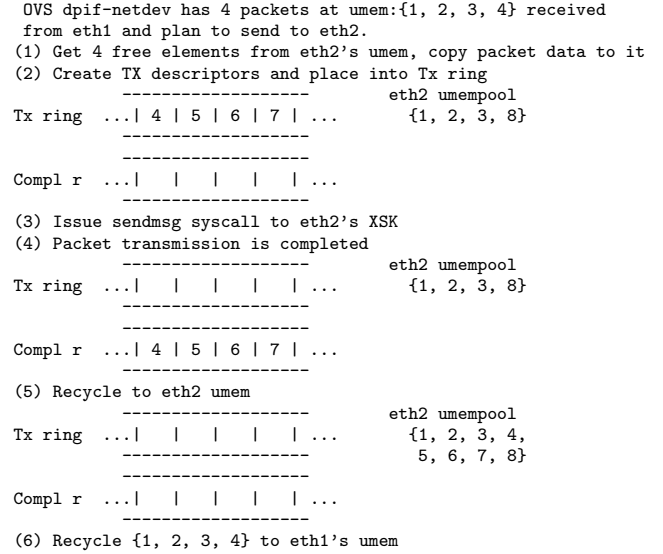 OVS dpif-netdev has 4 packets at umem:{1, 2, 3, 4} received
from eth1 and plan to send to eth2.
(1) Get 4 free elements from eth2's umem, copy packet data to it
(2) Create TX descriptors and place into Tx ring
------------------- eth2 umempool
Tx ring ...| 4 | 5 | 6 | 7 | ... {1, 2, 3, 8}
-------------------
-------------------
Compl r ...| | | | | ...
-------------------
(3) Issue sendmsg syscall to eth2's XSK
(4) Packet transmission is completed
------------------- eth2 umempool
Tx ring ...| | | | | ... {1, 2, 3, 8}
-------------------
-------------------
Compl r ...| 4 | 5 | 6 | 7 | ...
-------------------
(5) Recycle to eth2 umem
------------------- eth2 umempool
Tx ring ...| | | | | ... {1, 2, 3, 4,
------------------- 5, 6, 7, 8}
-------------------
Compl r ...| | | | | ...
-------------------
(6) Recycle {1, 2, 3, 4} to eth1's umem